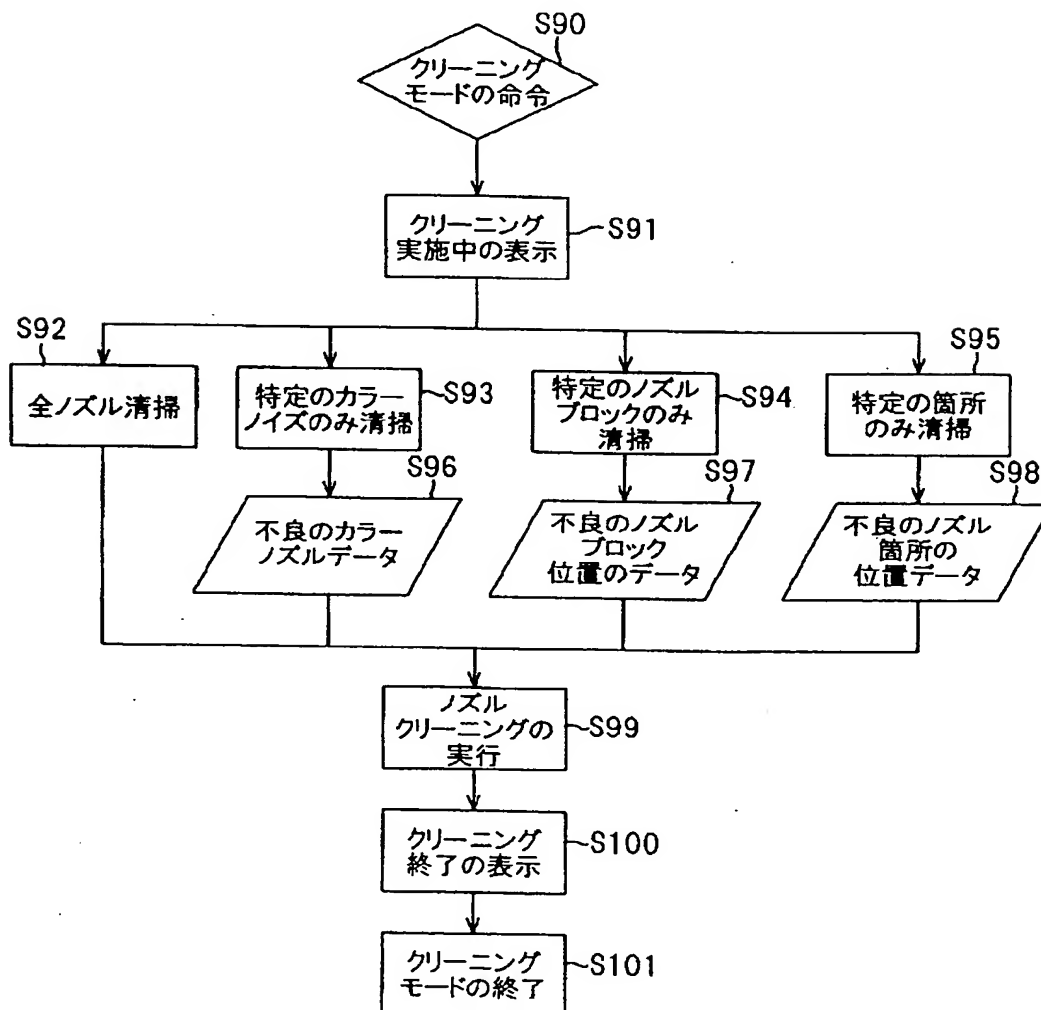 S90
クリーニング
モードの命令
クリーニング
実施中の表示
S91
S92
全ノズル清掃
特定のカラー
ノイズのみ清掃
S93
特定のノズル
ブロックのみ
清掃
S94
S95
特定の箇所
のみ清掃
S96
不良のカラー
ノズルデータ
S97
不良のノズル
ブロック
位置のデータ
S98
不良のノズル
箇所の
位置データ
ノズル
クリーニングの
実行
S99
クリーニング
終了の表示
S100
クリーニング
モードの終了
S101